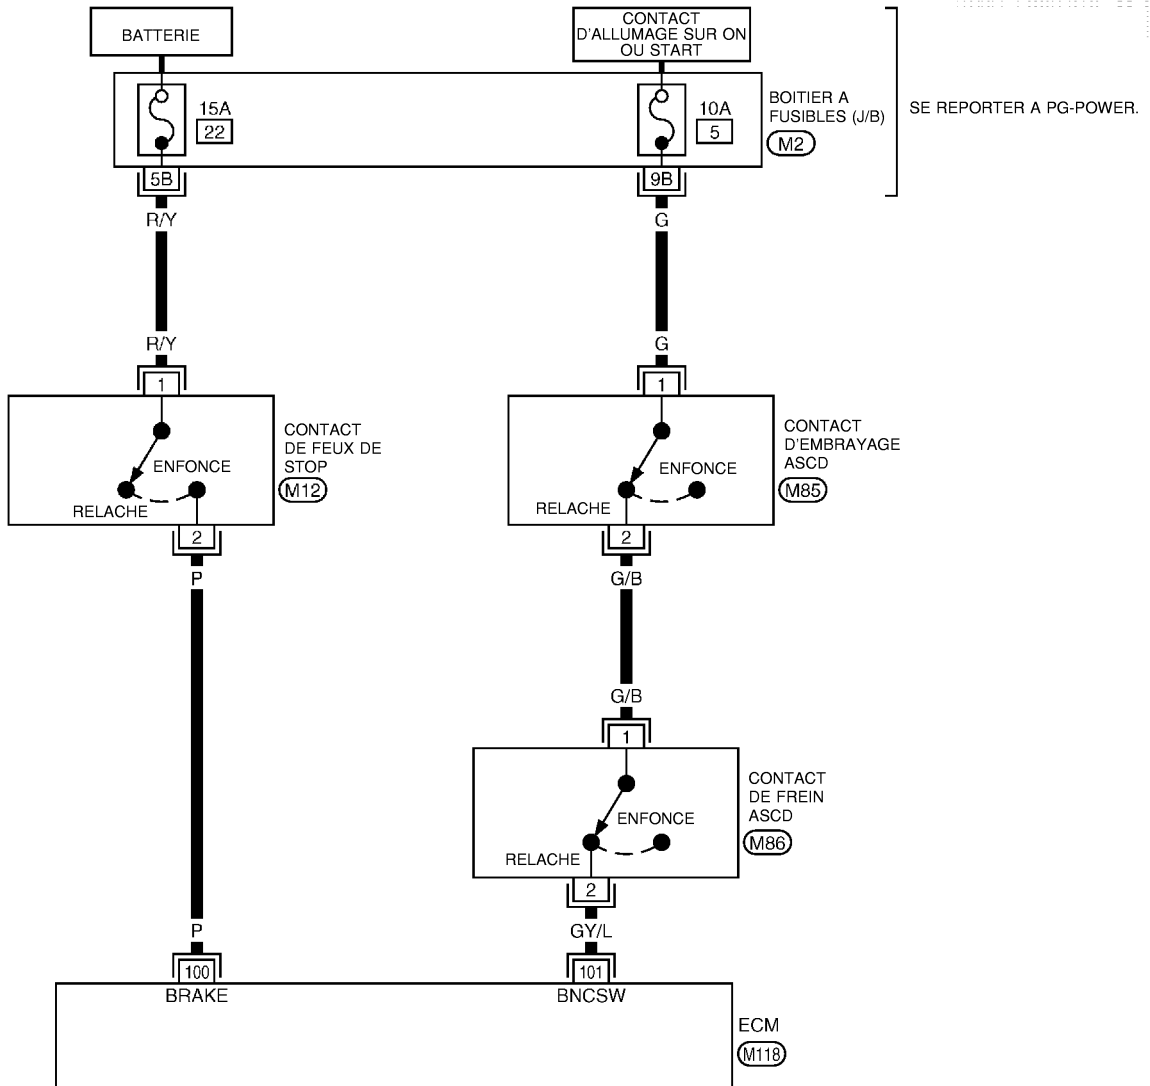 BATTERIE
CONTACT
D'ALLUMAGE SUR ON
OU START
15A
22
10A
5
BOITIER A
FUSIBLES (J/B)
M2
SE REPORTER A PG-POWER.
5B
9B
R/Y
G
R/Y
G
1
1
CONTACT
DE FEUX DE
STOP
M12
ENFONCE
RELACHE
CONTACT
D'EMBRAYAGE
ASCD
M85
ENFONCE
RELACHE
2
2
P
G/B
G/B
1
CONTACT
DE FREIN
ASCD
M86
ENFONCE
RELACHE
2
P
GY/L
100
101
BRAKE
BNCSW
ECM
M118